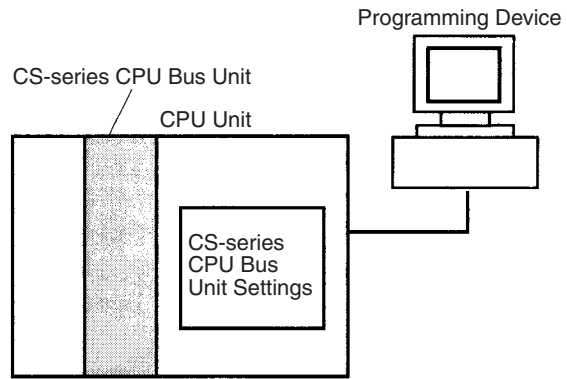 Programming Device
CS-series CPU Bus Unit
CPU Unit
CS-series
CPU Bus
Unit Settings